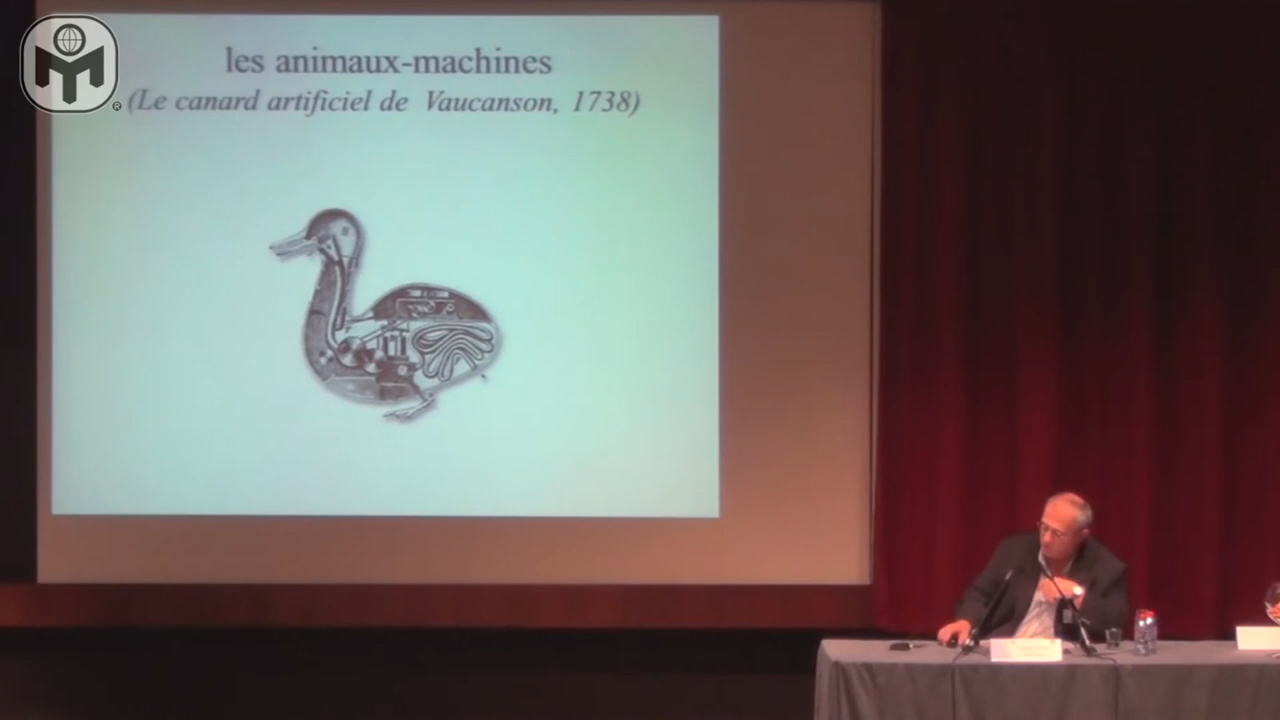 les animaux-machines
(Le canard artificiel de Vaucanson, 1738)
®